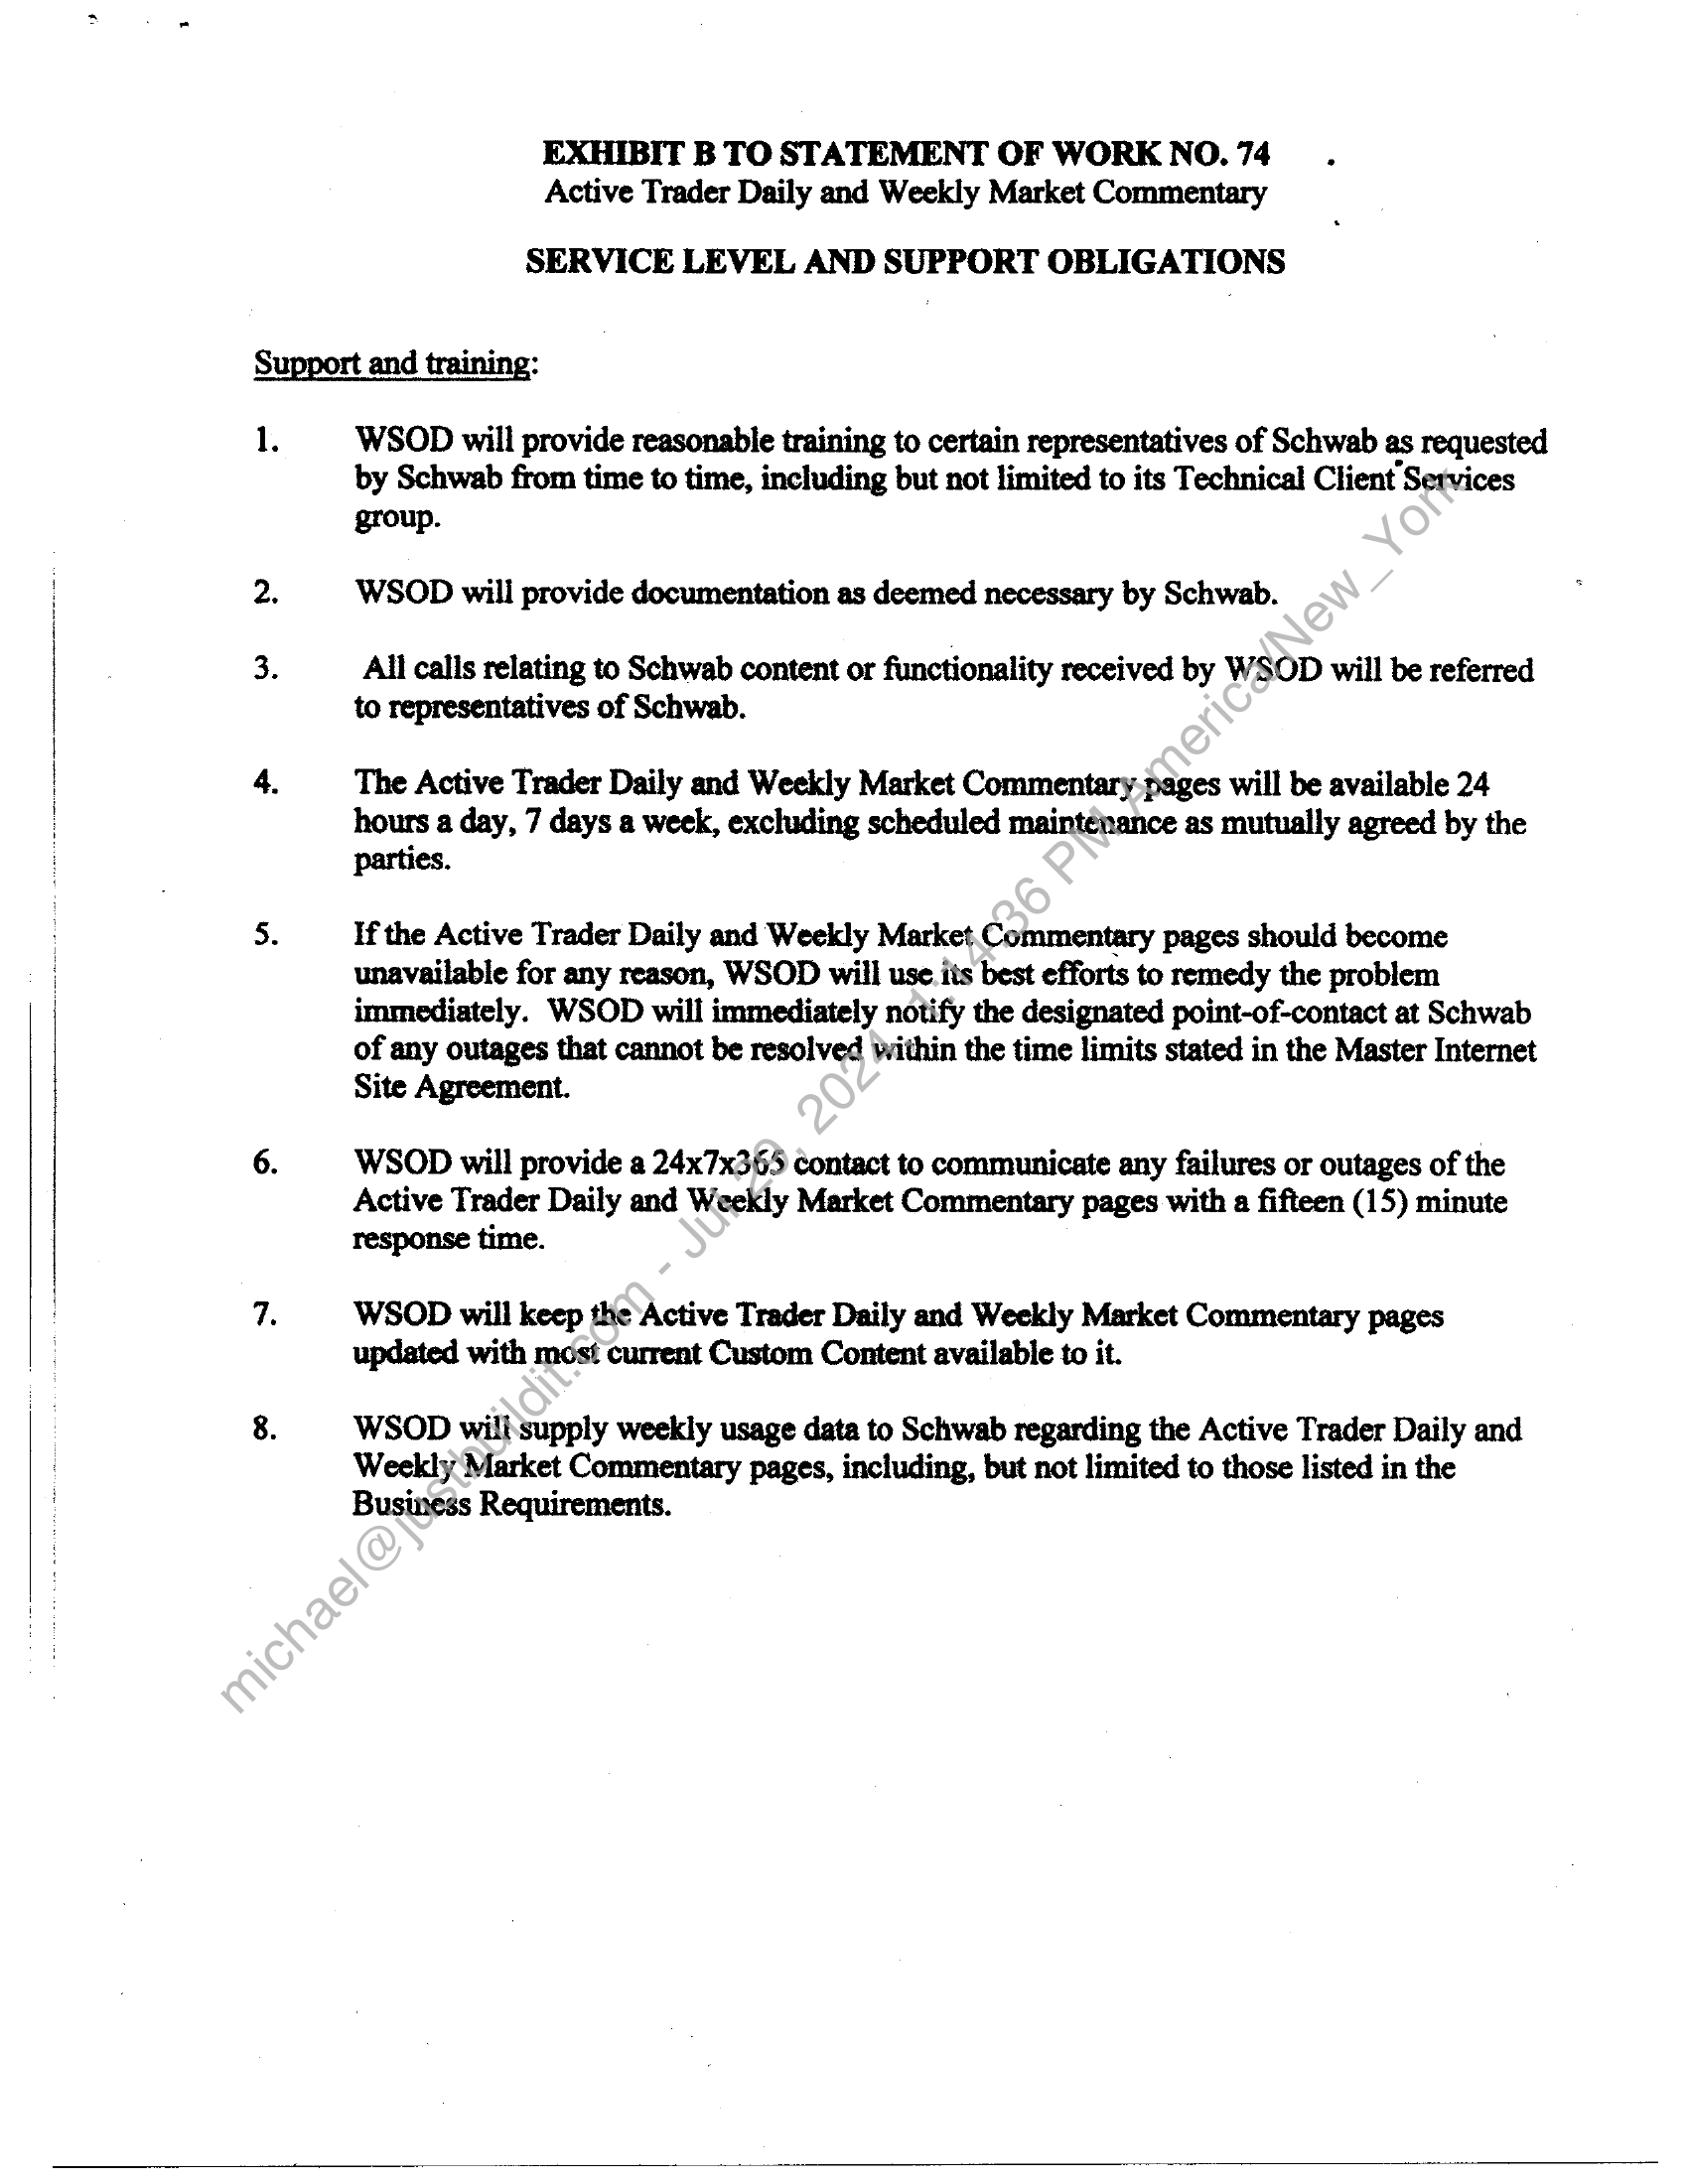 EXHIBIT B TO STATEMENT OF WORK NO. 74
Active Trader Daily and Weekly Market Commentary
SERVICE LEVEL AND SUPPORT OBLIGATIONS
Support and training:
1. WSOD will provide reasonable training to certain representatives of Schwab as requested
by Schwab from time to time, including but not limited to its Technical Client Services
group.
2. WSOD will provide documentation as deemed necessary by Schwab.
3. All calls relating to Schwab content or functionality received by WSOD will be referred
to representatives of Schwab.
4. The Active Trader Daily and Weekly Market Commentary pages will be available 24
hours a day, 7 days a week, excluding scheduled maintenance as mutually agreed by the
parties.
5. If the Active Trader Daily and Weekly Market Commentary pages should become
unavailable for any reason, WSOD will use its best efforts to remedy the problem
immediately. WSOD will immediately notify the designated point-of-contact at Schwab
of any outages that cannot be resolved within the time limits stated in the Master Internet
Site Agreement.
6. WSOD will provide a 24x7x365 contact to communicate any failures or outages of the
Active Trader Daily and Weekly Market Commentary pages with a fifteen (15) minute
response time.
7. WSOD will keep the Active Trader Daily and Weekly Market Commentary pages
updated with most current Custom Content available to it.
8. WSOD will supply weekly usage data to Schwab regarding the Active Trader Daily and
Weekly Market Commentary pages, including, but not limited to those listed in the
Business Requirements.
michael@justbuildit.com - Jul 29, 2024, 1:14:36 PM America/New_York